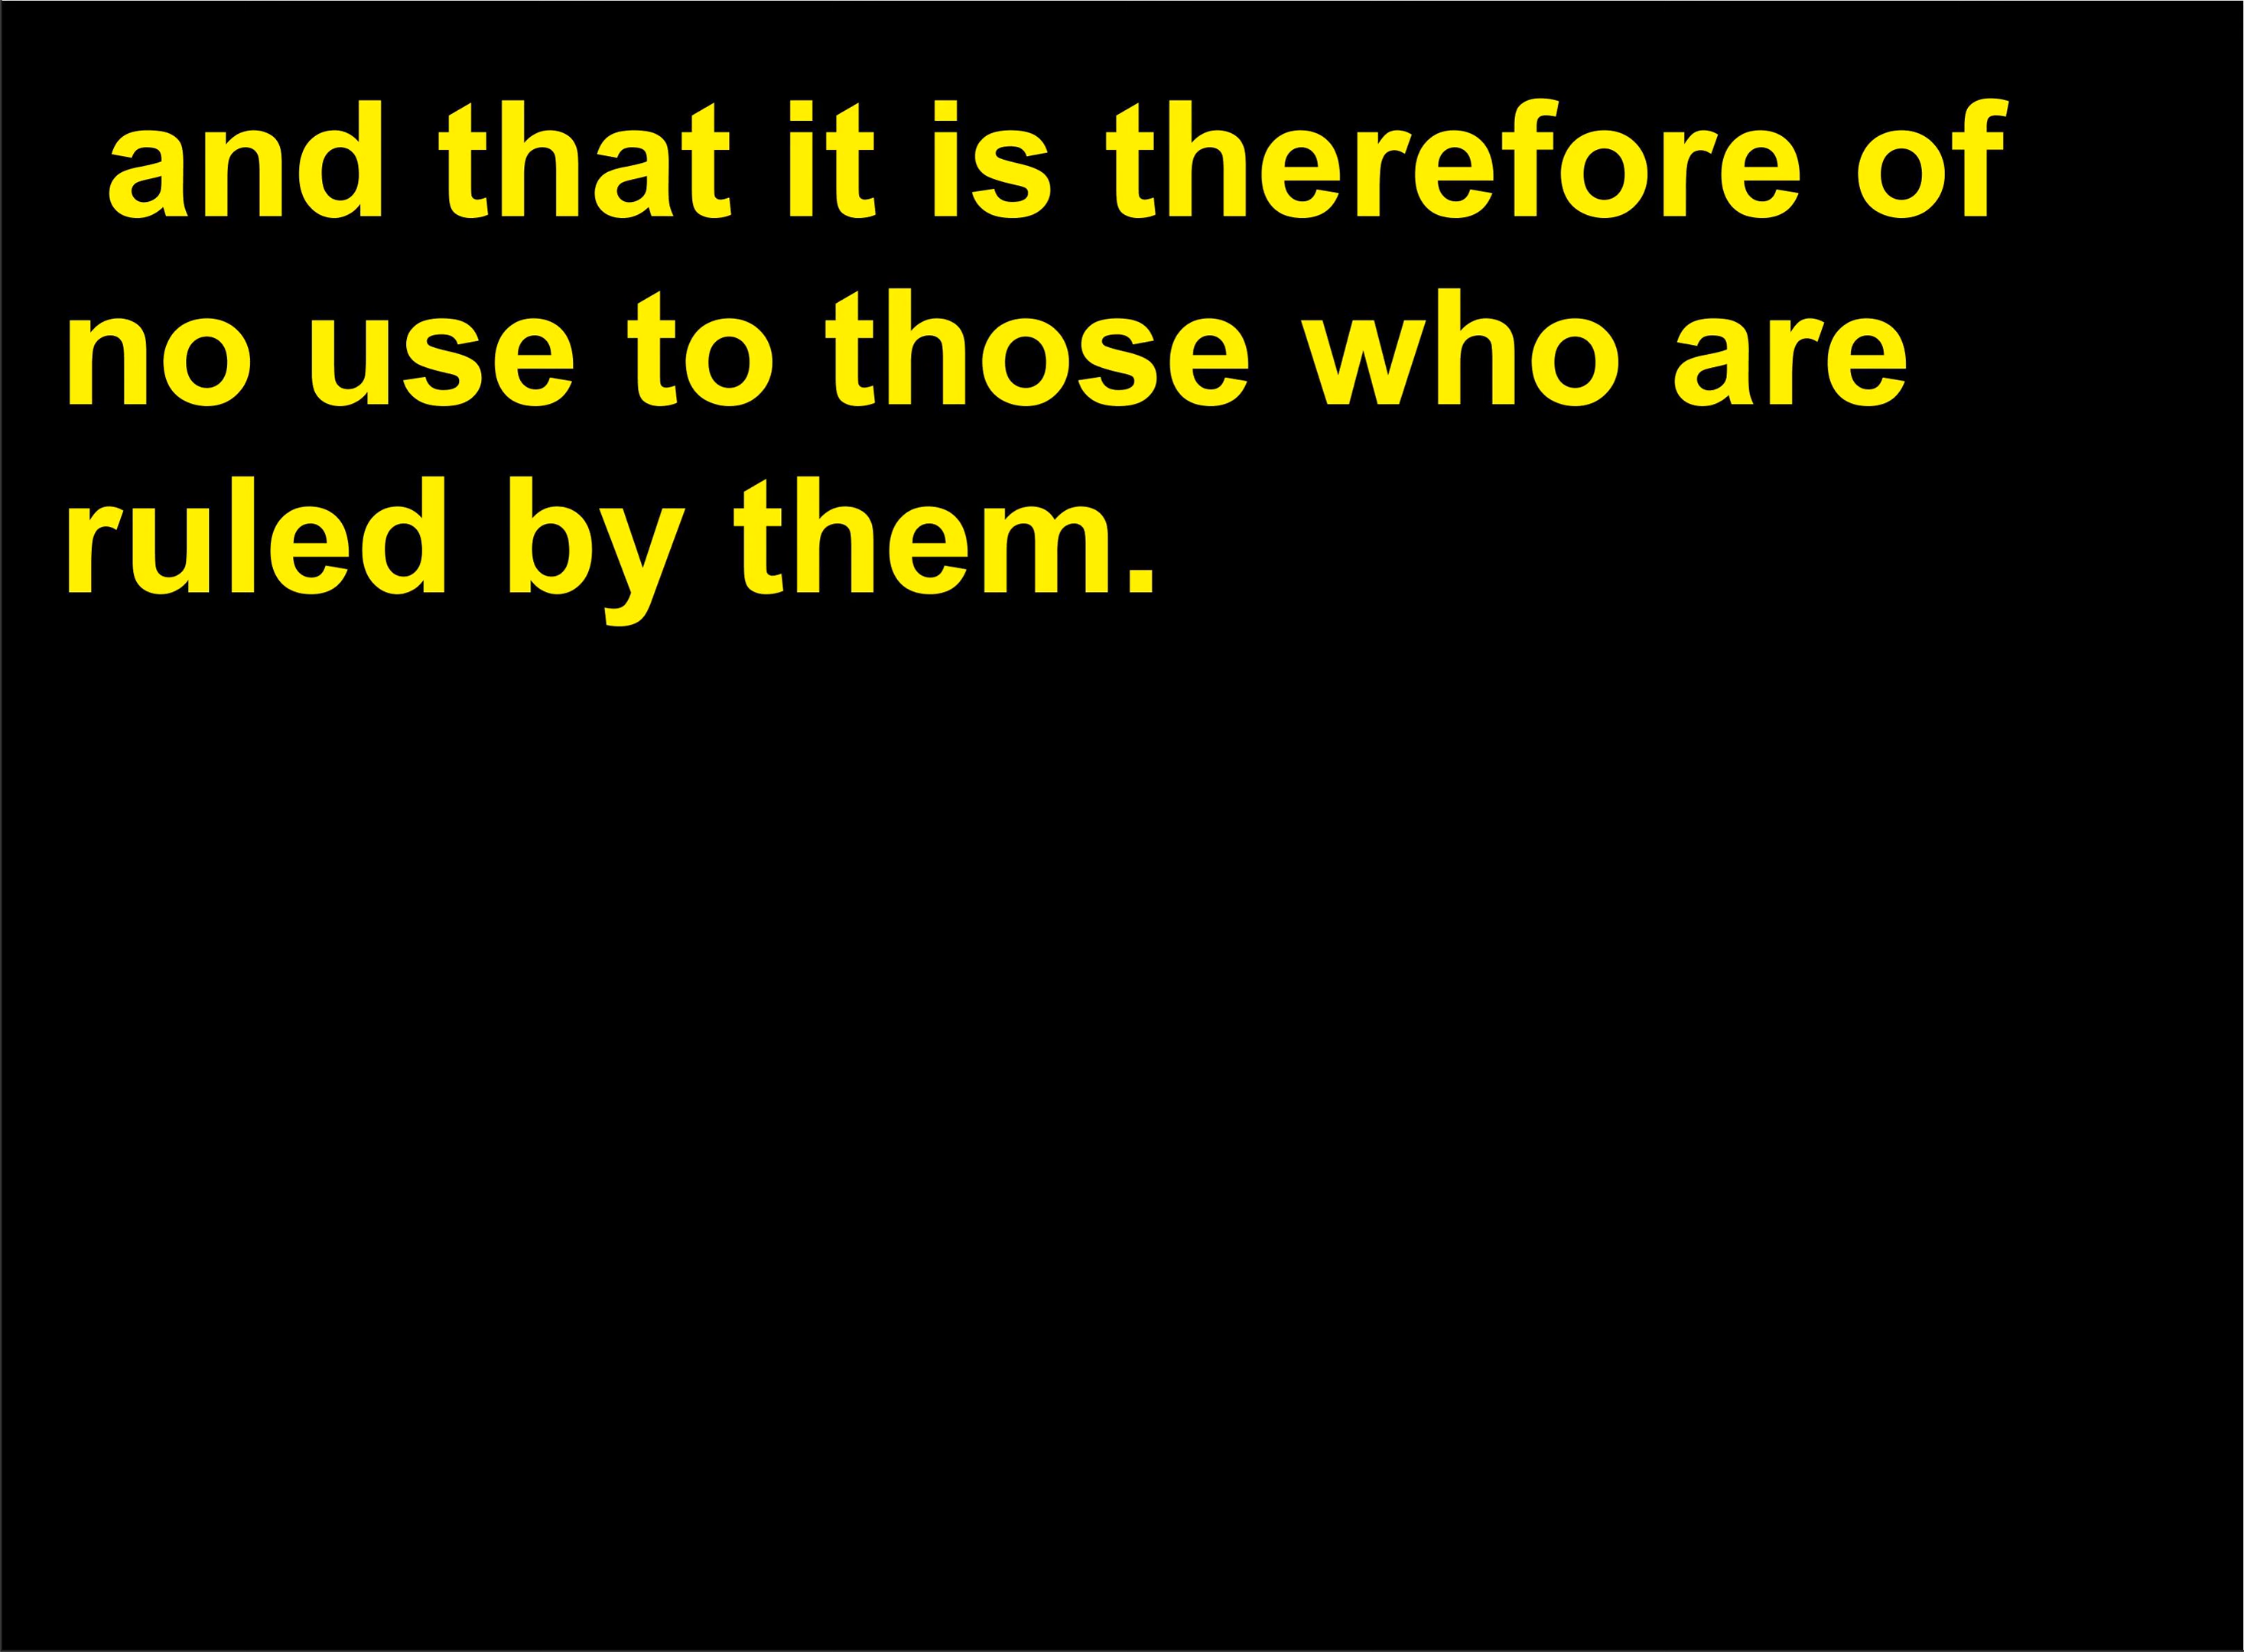 and that it is therefore of
no use to those who are
ruled by them.